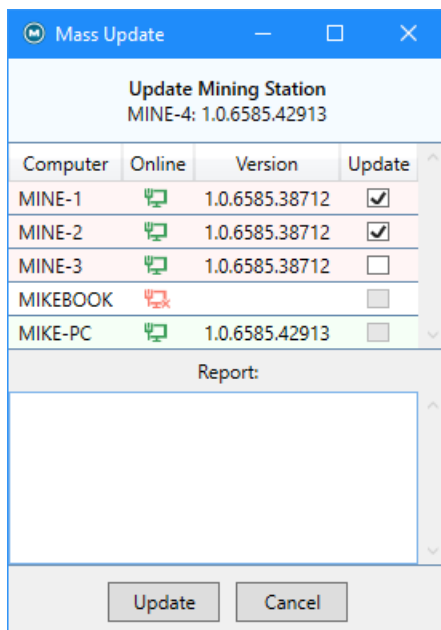 Mass Update
Update Mining Station
MINE-4: 1.0.6585.42913
Computer Online Version Update
MINE-1 1.0.6585.38712
MINE-2 1.0.6585.38712
MINE-3 1.0.6585.38712
MIKEBOOK
MIKE-PC 1.0.6585.42913
Report:
Update Cancel